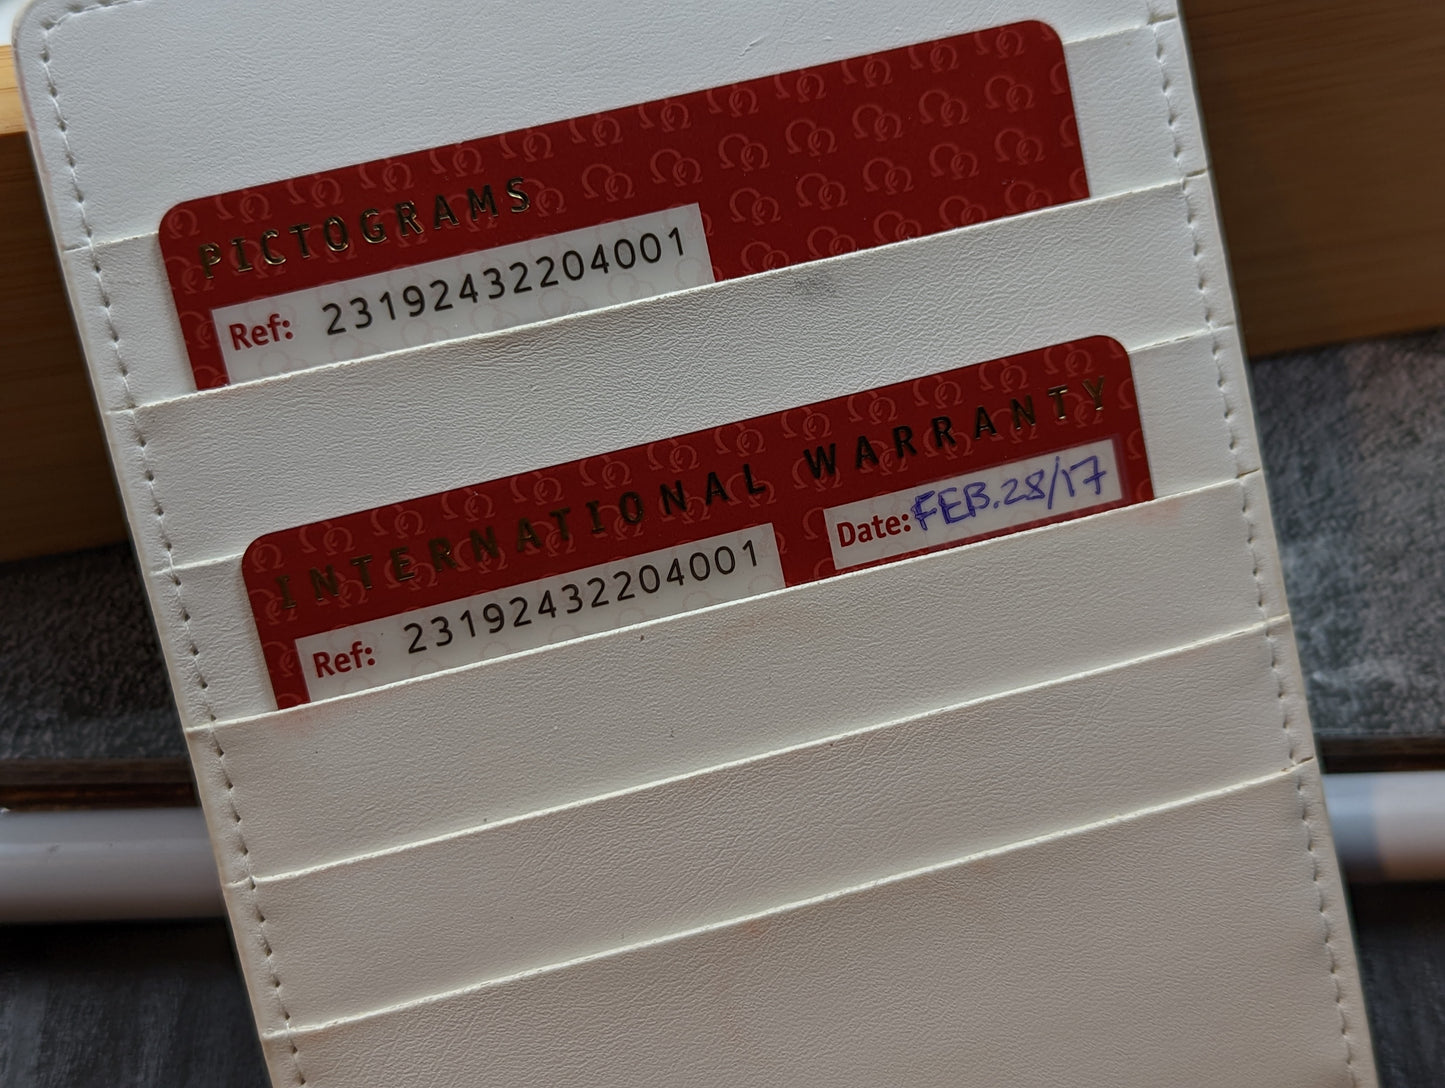 PICTOGRAMS
Ref: 23192432204001
INTERNATIONAL WARRANTY
Ref: 23192432204001 Date: FEB.28/17